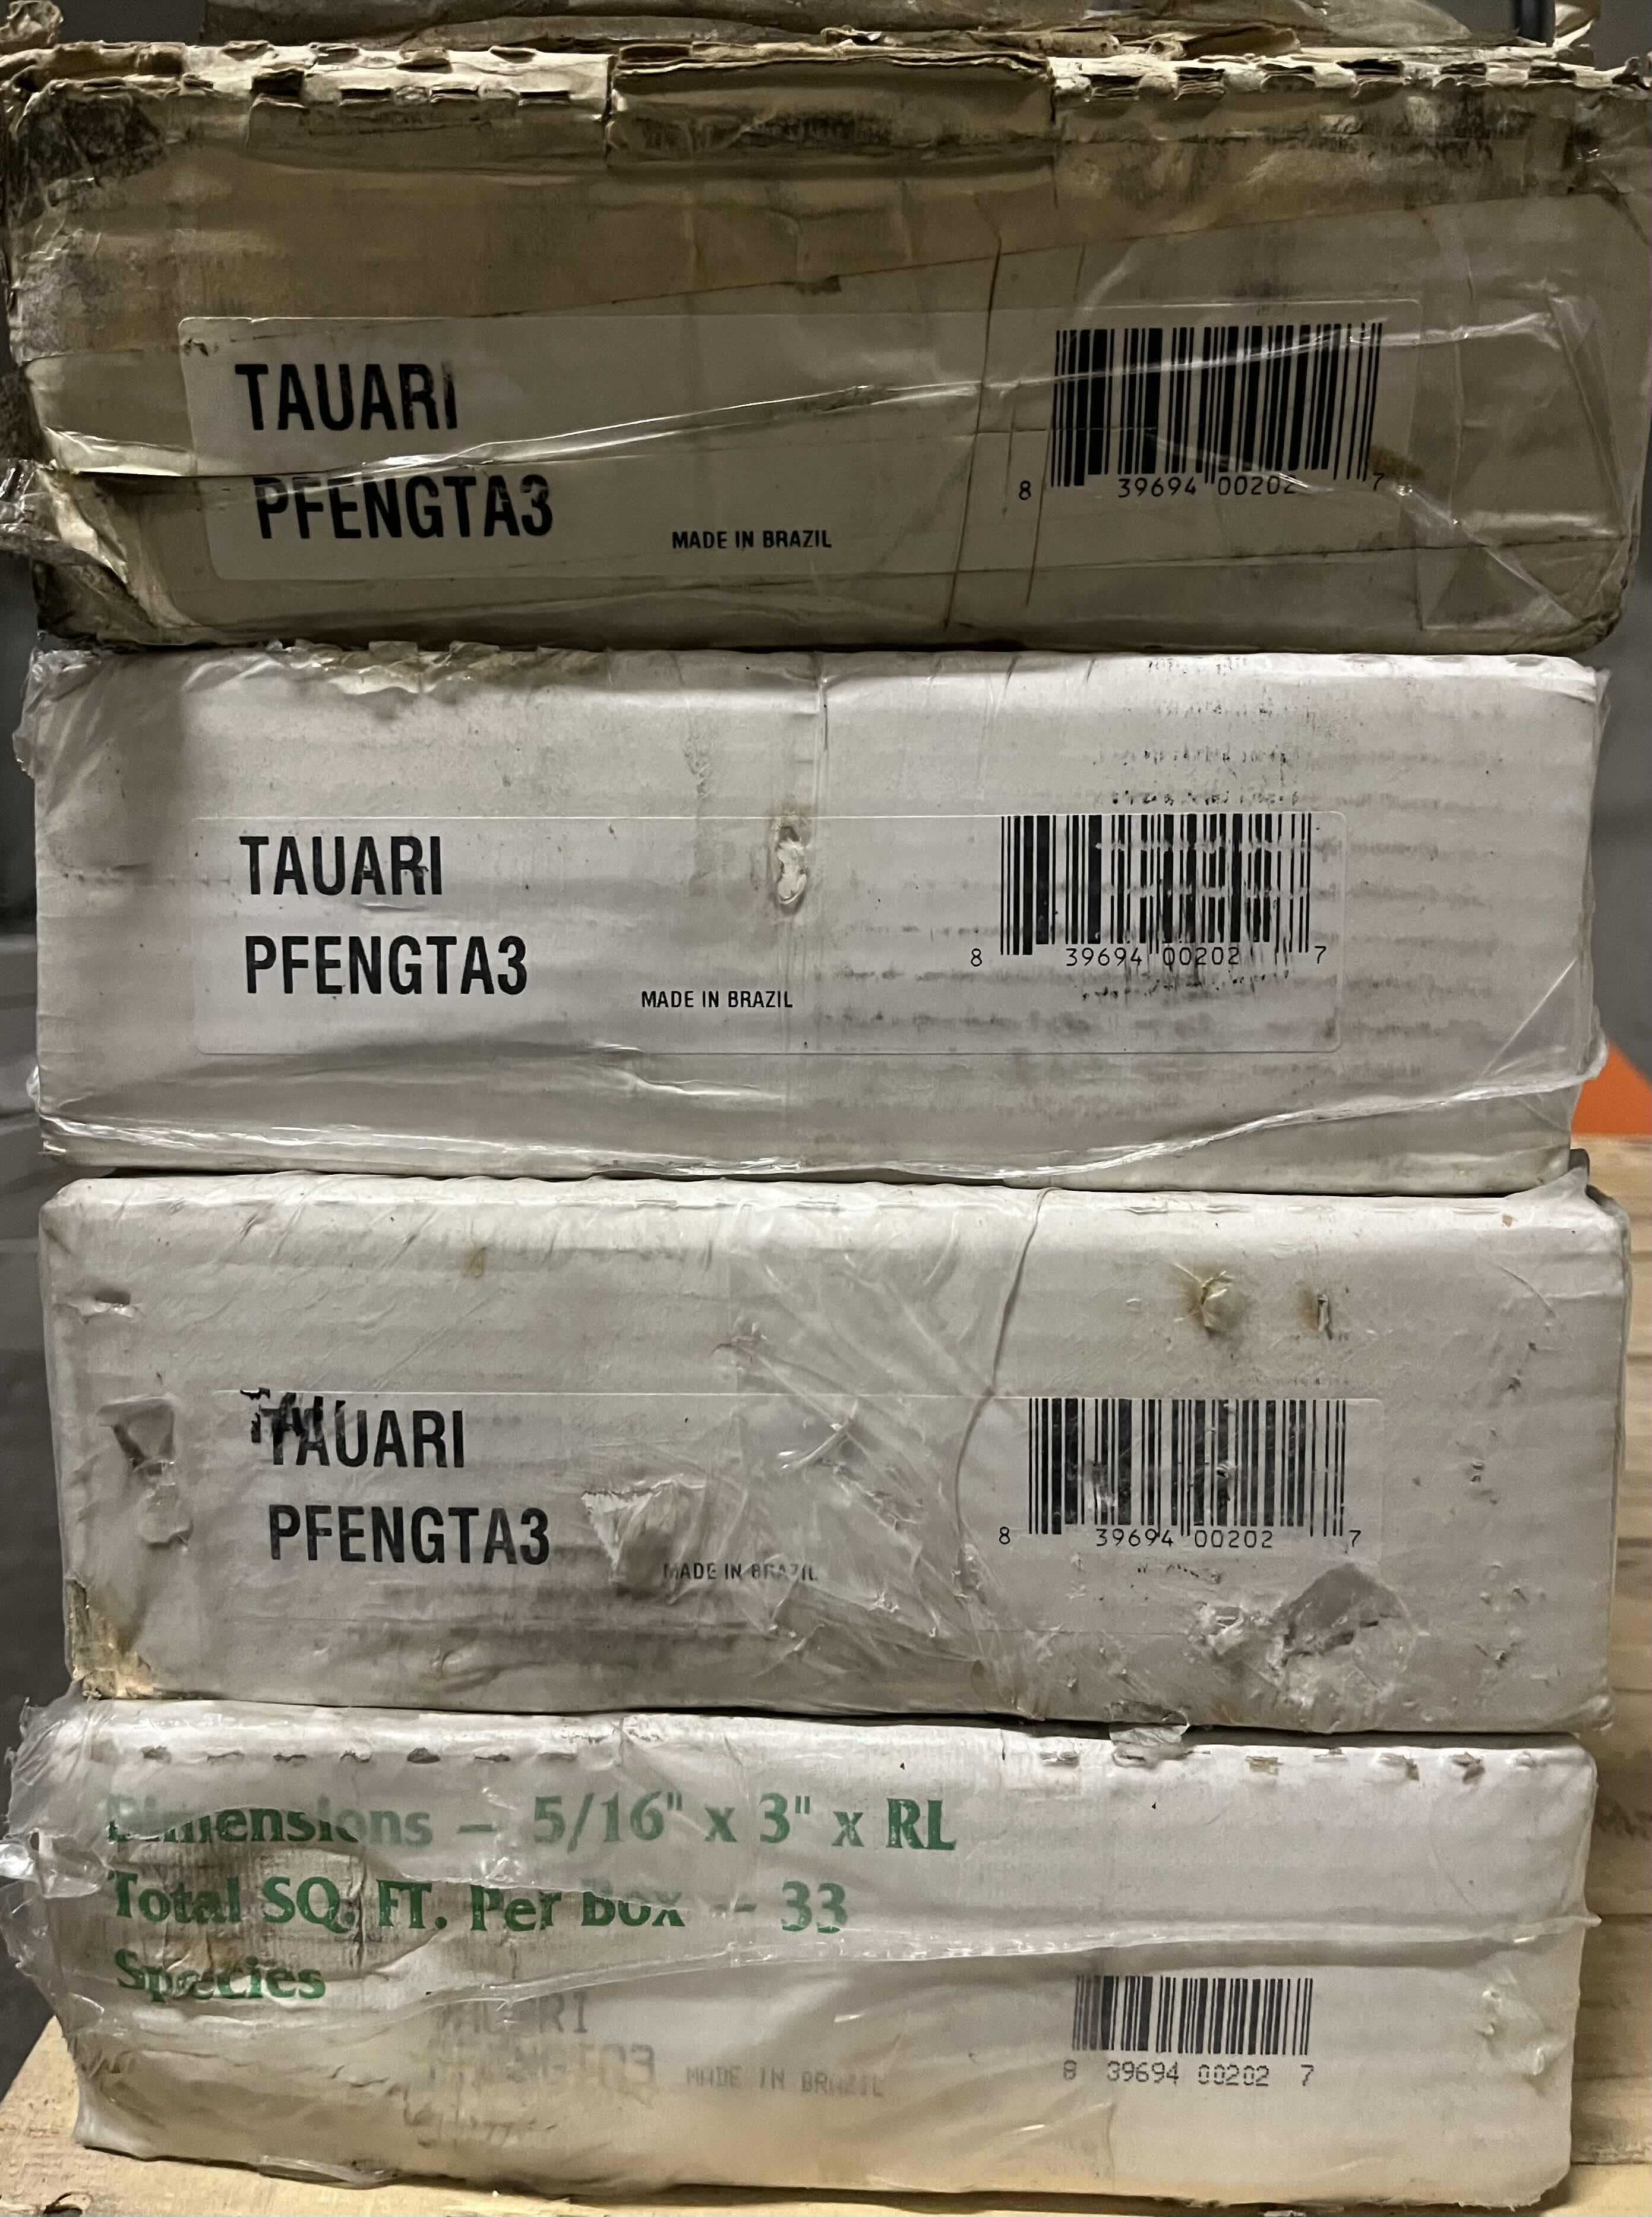 TAUARI
PFENGTA3
MADE IN BRAZIL
8 39694 00202 7
TAUARI
PFENGTA3
MADE IN BRAZIL
8 39694 00202 7
TAUARI
PFENGTA3
MADE IN BRAZIL
8 39694 00202 7
Dimensions – 5/16" x 3" x RL
Total SQ. FT. Per Box -- 33
Species
TAUARI
MADE IN BRAZIL
8 39694 00202 7